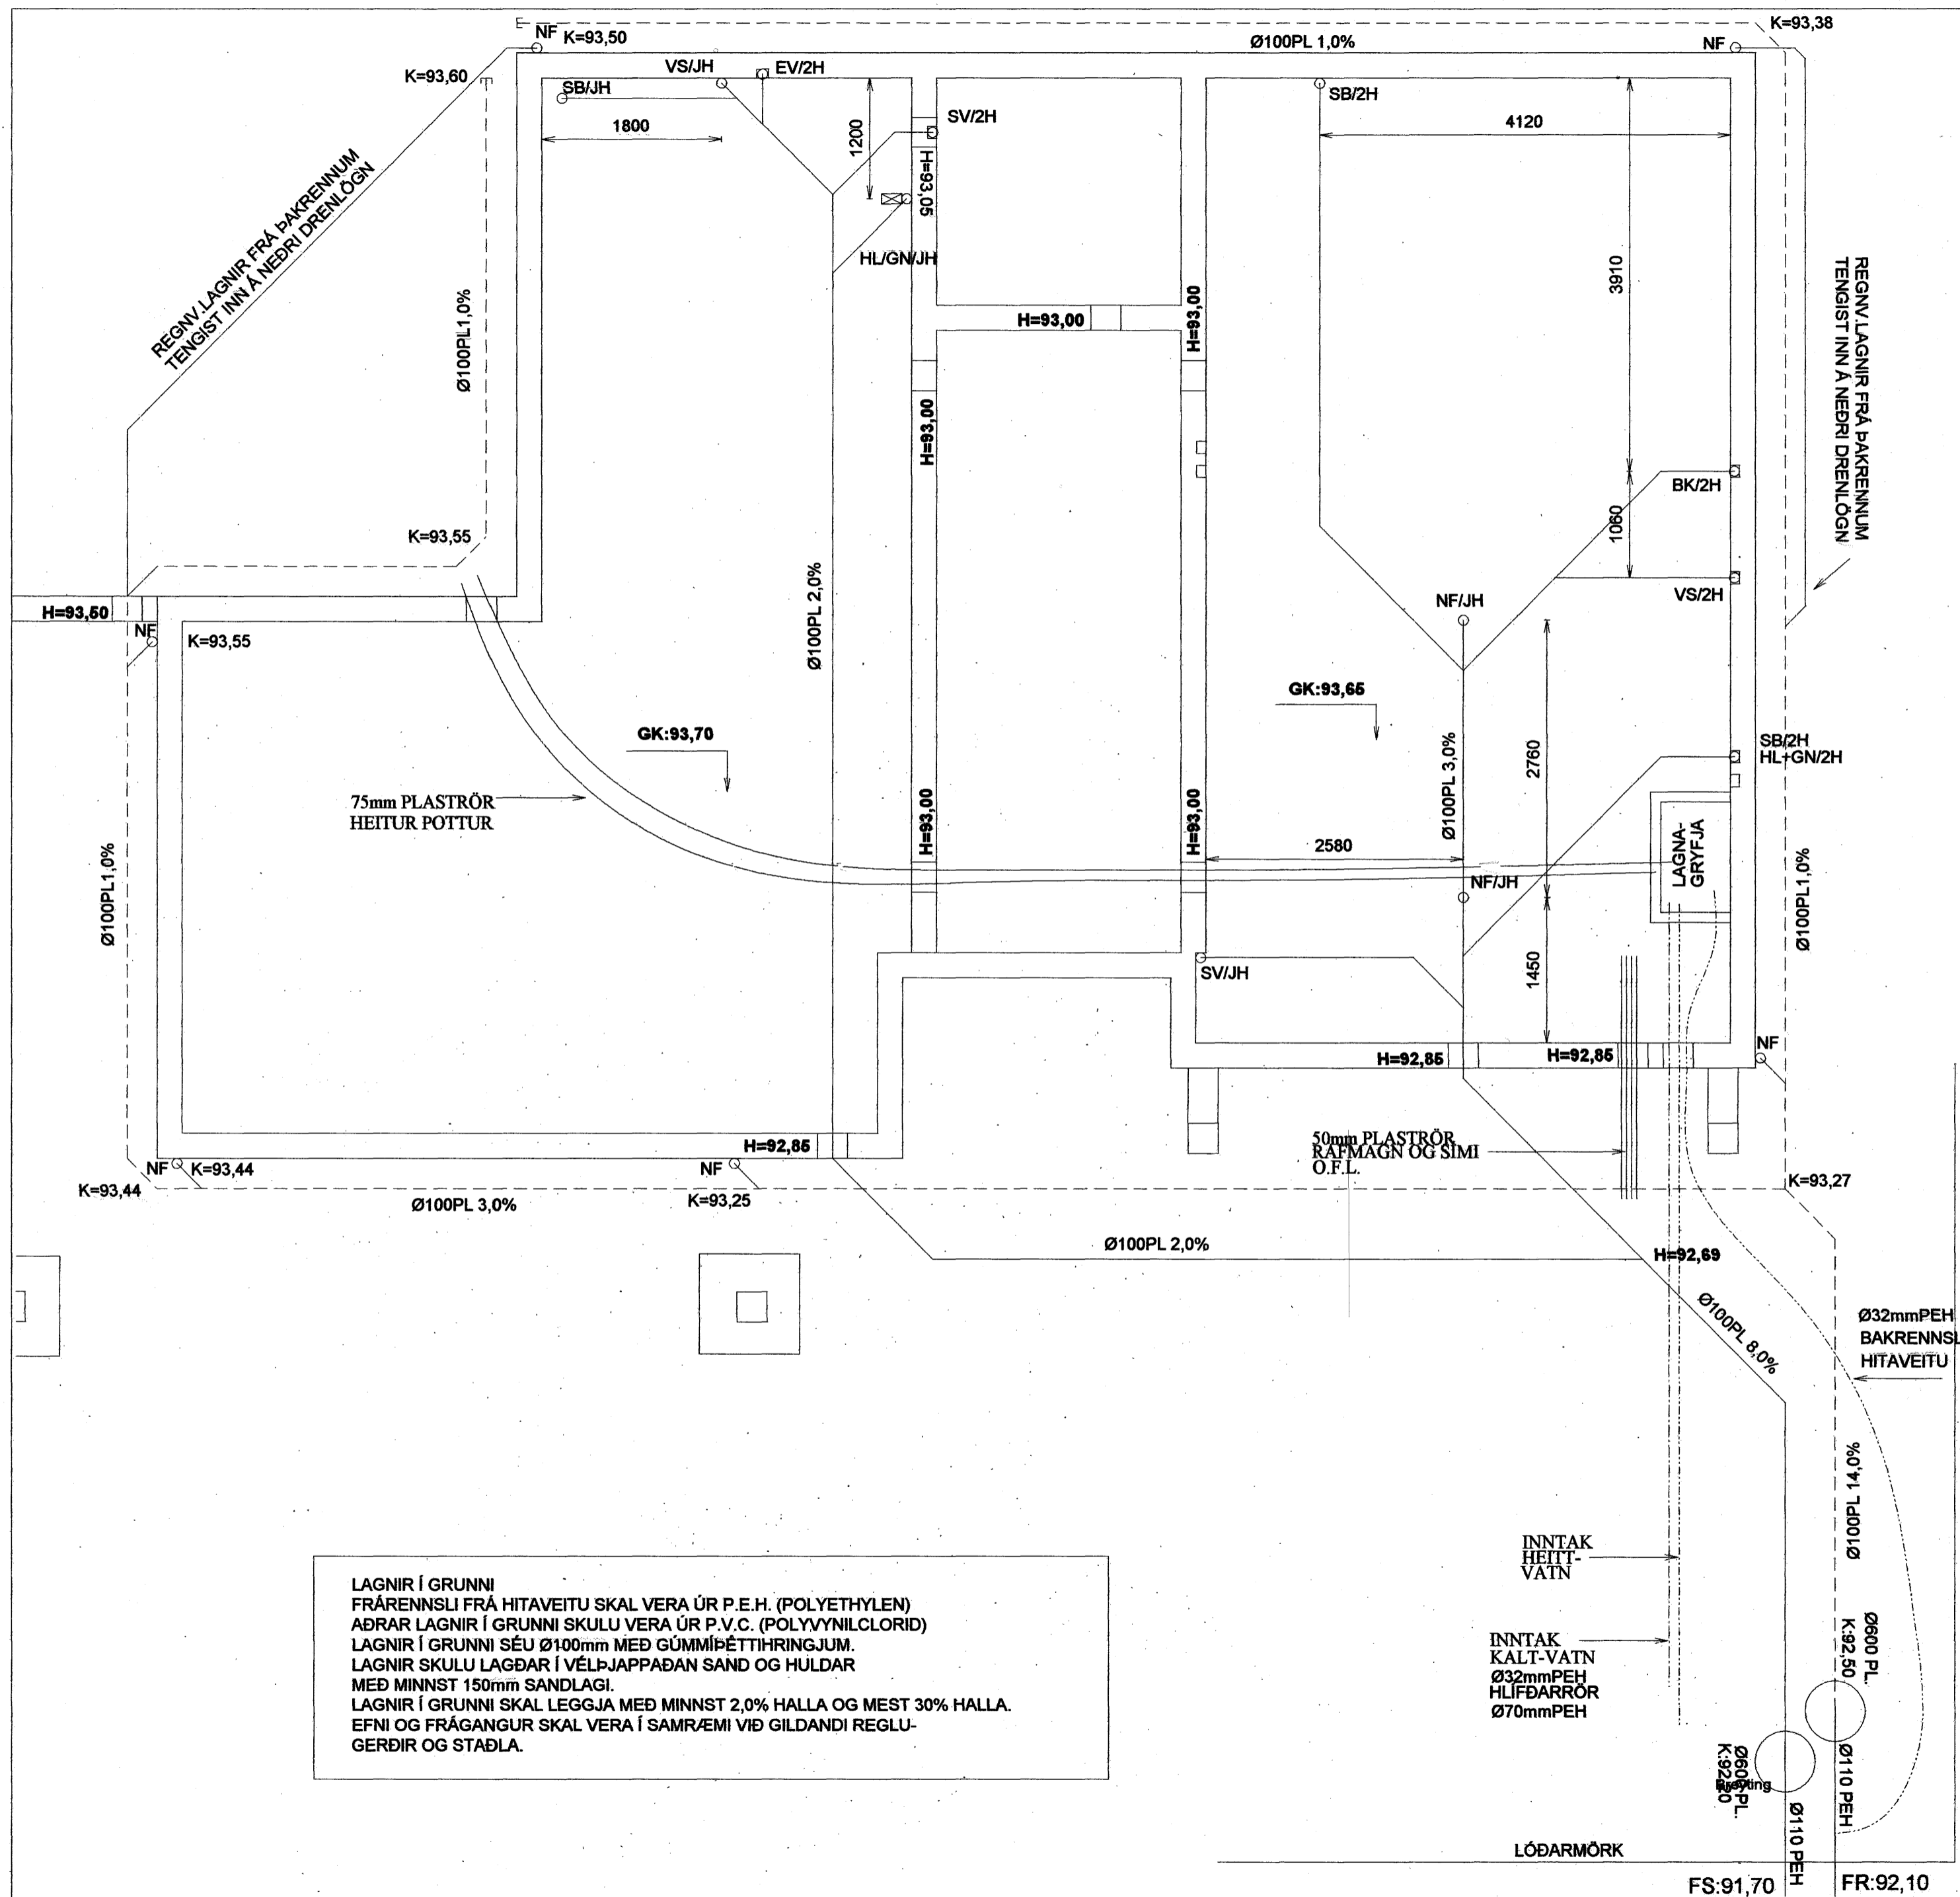 NF
K=93,50
Ø100PL 1,0%
NF
K=93,38
K=93,60
VS/JH
EV/2H
SB/JH
SB/2H
SV/2H
1800
1200
4120
H=93,05
REGNV.LAGNIR FRÁ ÞAKRENNUM
TENGIST INN Á NEÐRI DRENLÖGN
HL/GN/JH
3910
REGNV.LAGNIR FRÁ ÞAKRENNUM
TENGIST INN Á NEÐRI DRENLÖGN
Ø100PL1,0%
H=93,00
H=93,00
H=93,00
BK/2H
1060
K=93,55
Ø100PL 2,0%
VS/2H
H=93,50
NF
K=93,55
NF/JH
GK:93,65
GK:93,70
Ø100PL 3,0%
2760
SB/2H
HL+GN/2H
75mm PLASTRÖR
HEITUR POTTUR
H=93,00
H=93,00
2580
LAGNA-
GRYFJA
Ø100PL1,0%
Ø100PL1,0%
NF/JH
SV/JH
1450
H=92,85
H=92,85
NF
H=92,85
50mm PLASTRÖR
RAFMAGN OG SÍMI
O.F.L.
NF
K=93,44
NF
K=93,44
K=93,25
K=93,27
Ø100PL 3,0%
Ø100PL 2,0%
H=92,69
Ø100PL 8,0%
Ø32mmPEH
BAKRENNSL
HITAVEITU
Ø100PL 14,0%
INNTAK
HEITT-
VATN
LAGNIR Í GRUNNI
FRÁRENNSLI FRÁ HITAVEITU SKAL VERA ÚR P.E.H. (POLYETHYLEN)
AÐRAR LAGNIR Í GRUNNI SKULU VERA ÚR P.V.C. (POLYVYNILCLORID)
LAGNIR Í GRUNNI SÉU Ø100mm MEÐ GÚMMÍÞÉTTIHRINGJUM.
LAGNIR SKULU LAGÐAR Í VÉLÞJAPPAÐAN SAND OG HULDAR
MEÐ MINNST 150mm SANDLAGI.
LAGNIR Í GRUNNI SKAL LEGGJA MEÐ MINNST 2,0% HALLA OG MEST 30% HALLA.
EFNI OG FRÁGANGUR SKAL VERA Í SAMRÆMI VIÐ GILDANDI REGLU-
GERÐIR OG STAÐLA.
INNTAK
KALT-VATN
Ø32mmPEH
HLÍFÐARRÖR
Ø70mmPEH
Ø600 PL.
K:92,50
Ø600 PL.
K:92,20
Breyting
Ø110 PEH
Ø110 PEH
LÓÐARMÖRK
FS:91,70
FR:92,10